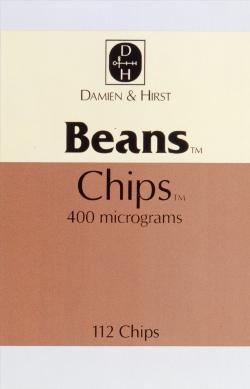 D
H
DAMIEN & HIRST
Beans™
Chips™
400 micrograms
112 Chips